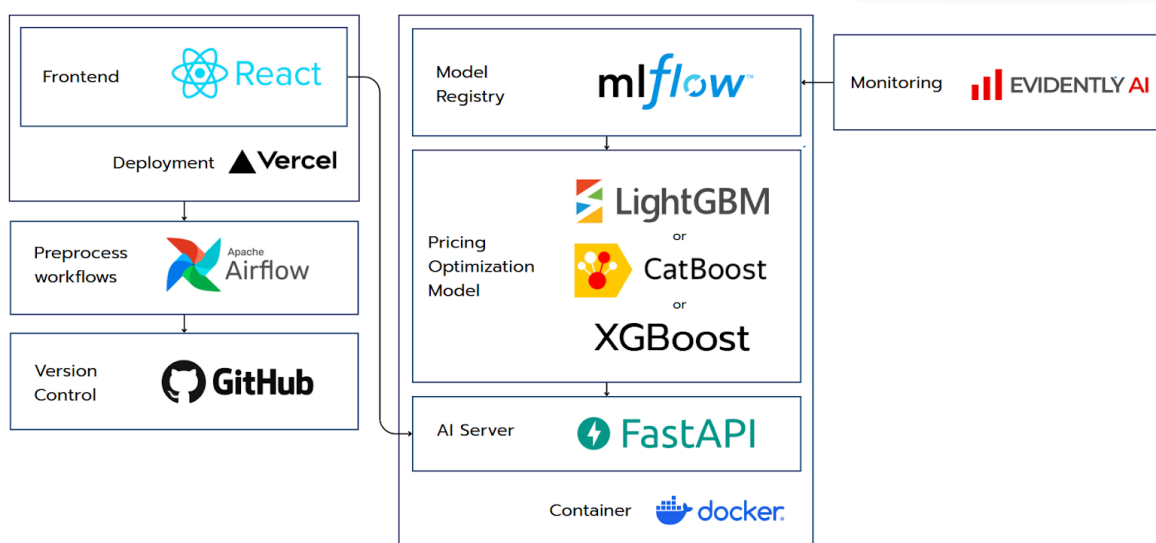 Frontend
React
Deployment
Vercel
Preprocess
workflows
Apache
Airflow
Version
Control
GitHub
Model
Registry
mlflow™
Pricing
Optimization
Model
LightGBM
or
CatBoost
or
XGBoost
AI Server
FastAPI
Container
docker
Monitoring
EVIDENTLY AI